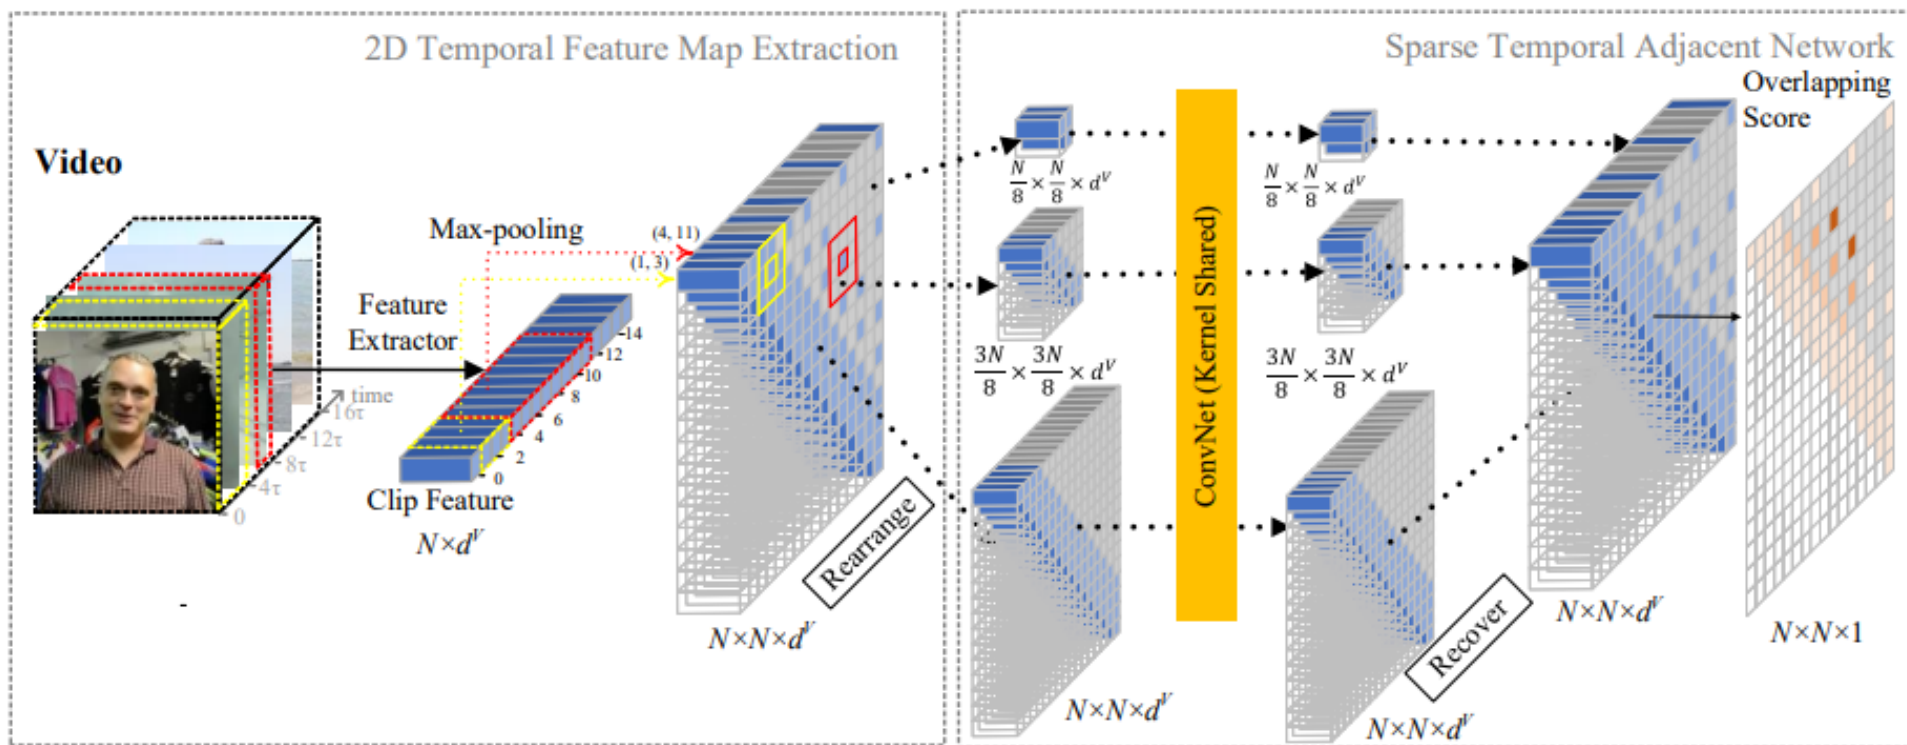 2D Temporal Feature Map Extraction
Sparse Temporal Adjacent Network
Video
Max-pooling
(4, 11)
(1, 3)
Feature
Extractor
time
16τ
12τ
8τ
4τ
0
14
12
10
8
6
4
2
0
Clip Feature
N×d^V
N×N×d^V
Rearrange
N/8 × N/8 × d^V
3N/8 × 3N/8 × d^V
N×N×d^V
ConvNet (Kernel Shared)
N/8 × N/8 × d^V
3N/8 × 3N/8 × d^V
N×N×d^V
Recover
N×N×d^V
Overlapping
Score
N×N×1